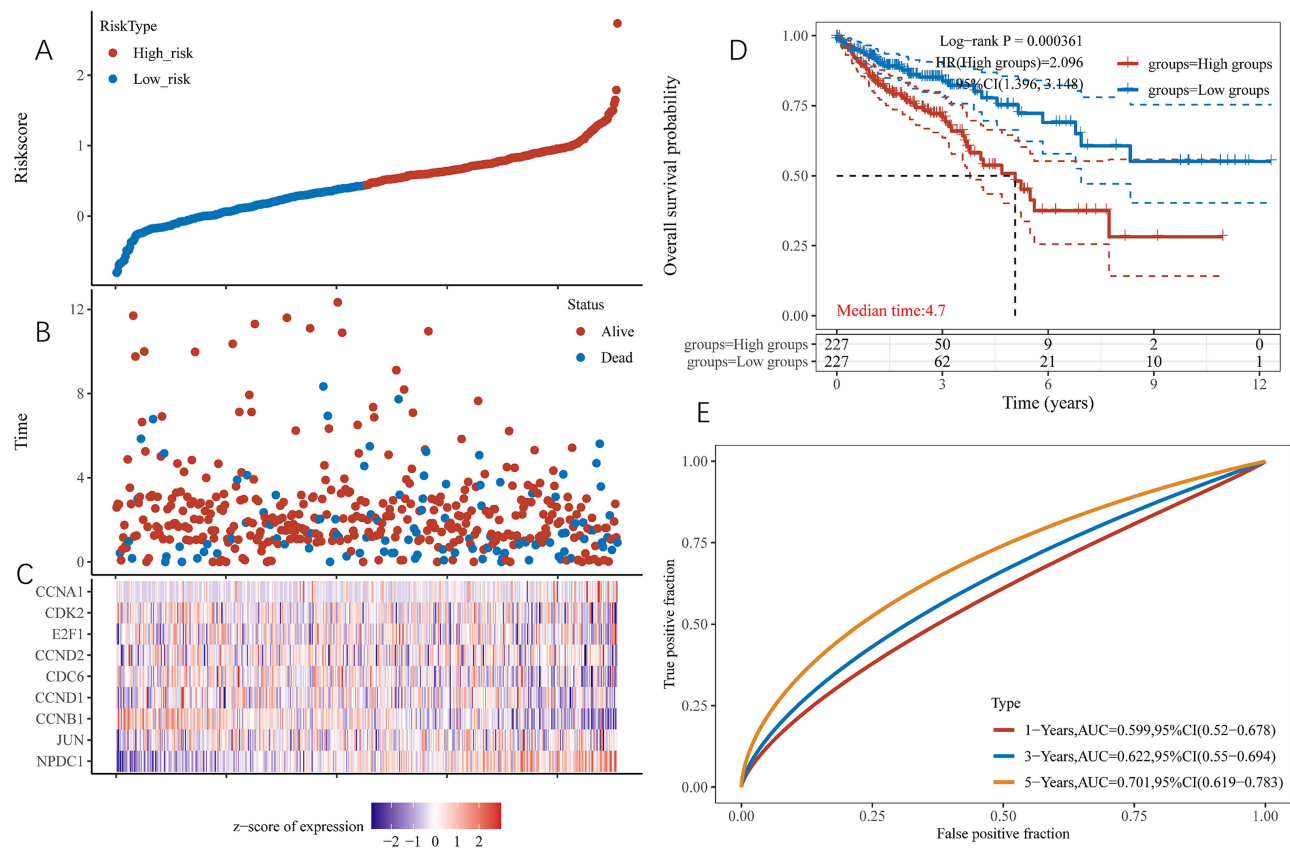 A
RiskType
High_risk
Low_risk
Riskscore
2
1
0
B
Status
Alive
Dead
Time
12
8
4
0
C
CCNA1
CDK2
E2F1
CCND2
CDC6
CCND1
CCNB1
JUN
NPDC1
z−score of expression
−2 −1 0 1 2
D
Log−rank P = 0.000361
HR(High groups)=2.096
95%CI(1.396, 3.148)
groups=High groups
groups=Low groups
Overall survival probability
1.00
0.75
0.50
0.25
0.00
Median time:4.7
groups=High groups 227 50 9 2 0
groups=Low groups 227 62 21 10 1
0 3 6 9 12
Time (years)
E
True positive fraction
1.00
0.75
0.50
0.25
0.00
Type
1−Years,AUC=0.599,95%CI(0.52−0.678)
3−Years,AUC=0.622,95%CI(0.55−0.694)
5−Years,AUC=0.701,95%CI(0.619−0.783)
0.00 0.25 0.50 0.75 1.00
False positive fraction